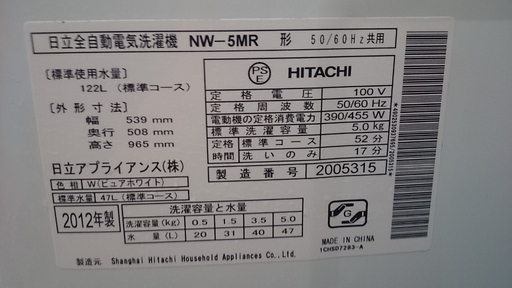 日立全自動電気洗濯機 NW-5MR 形 50/60Hz共用
〔標準使用水量〕
122L (標準コース)
〔外形寸法〕
幅 539 mm
奥行 508 mm
高さ 965 mm
日立アプライアンス(株)
色相 W(ピュアホワイト)
標準水量 47L (標準コース)
2012年製
PS
E
HITACHI
定格電圧 100 V
定格周波数 50/60 Hz
電動機の定格消費電力 390/455 W
標準洗濯容量 5.0kg
定格時間 標準コース 52分
洗いのみ 17分
製造番号 2005315
洗濯容量と水量
洗濯容量(kg) 0.5 1.5 3.5 5.0
水量(L) 20 31 40 47
G
MADE IN CHINA
1CHSD7283-A
製造元 Shanghai Hitachi Household Appliances Co.,Ltd.